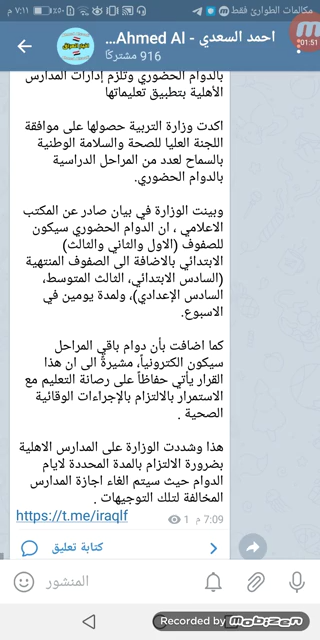 مكالمات الطوارئ فقط
٧:١١ م
01:51
احمد السعدي - Ahmed Al...
916 مشتركًا
بالدوام الحضوري وتلزم إدارات المدارس
الأهلية بتطبيق تعليماتها
اكدت وزارة التربية حصولها على موافقة
اللجنة العليا للصحة والسلامة الوطنية
بالسماح لعدد من المراحل الدراسية
بالدوام الحضوري.
وبينت الوزارة في بيان صادر عن المكتب
الاعلامي ، ان الدوام الحضوري سيكون
للصفوف (الاول والثاني والثالث)
الابتدائي بالاضافة الى الصفوف المنتهية
(السادس الابتدائي، الثالث المتوسط،
السادس الإعدادي)، ولمدة يومين في
الاسبوع.
كما اضافت بأن دوام باقي المراحل
سيكون الكترونياً، مشيرةً الى ان هذا
القرار يأتي حفاظاً على رصانة التعليم مع
الاستمرار بالالتزام بالإجراءات الوقائية
الصحية .
هذا وشددت الوزارة على المدارس الاهلية
بضرورة الالتزام بالمدة المحددة لايام
الدوام حيث سيتم الغاء اجازة المدارس
المخالفة لتلك التوجيهات .
https://t.me/iraqlf
1 7:09 م
كتابة تعليق
المنشور
Recorded by Mobizen